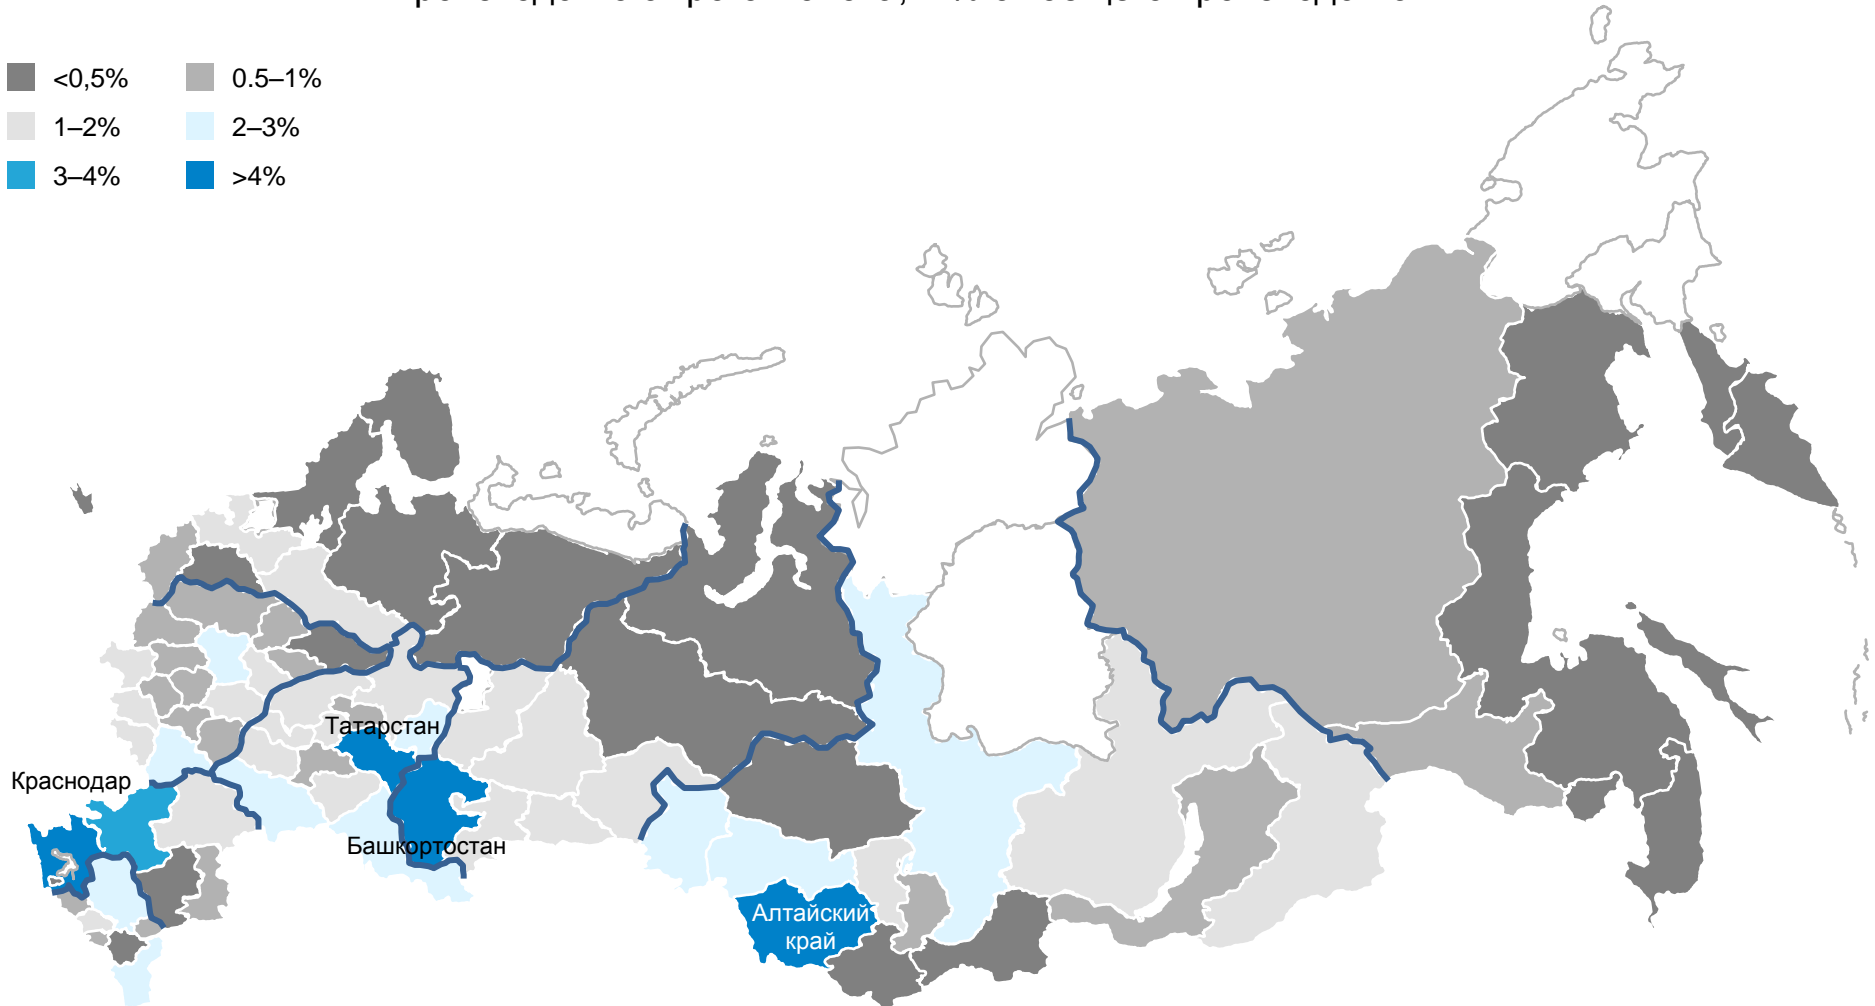 <0,5%
0.5–1%
1–2%
2–3%
3–4%
>4%
Татарстан
Краснодар
Башкортостан
Алтайский
край